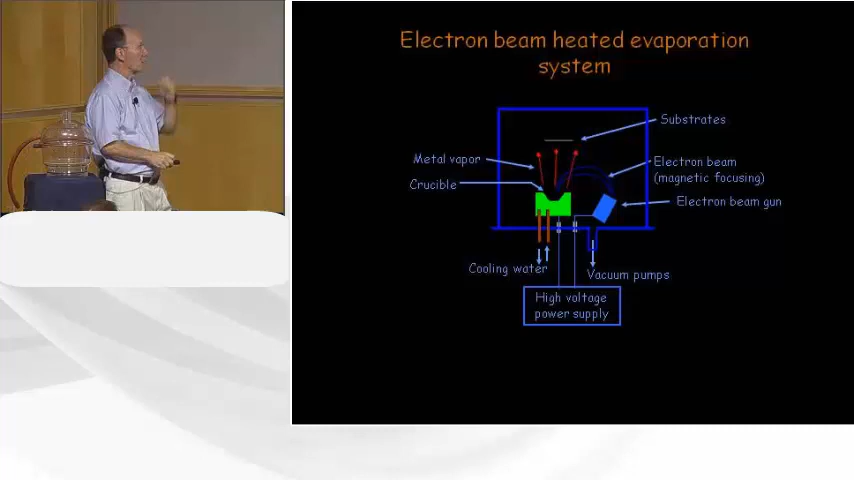 Electron beam heated evaporation
system
Substrates
Metal vapor
Electron beam
(magnetic focusing)
Crucible
Electron beam gun
Cooling water
Vacuum pumps
High voltage
power supply